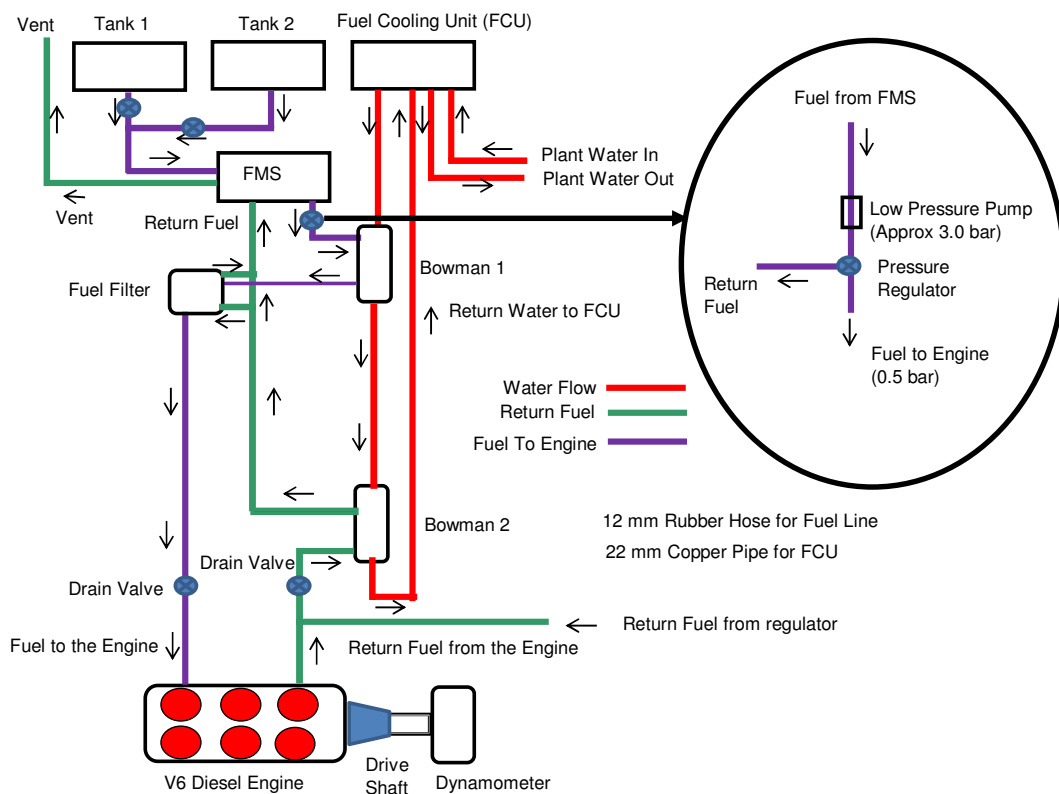 Vent
Tank 1
Tank 2
Fuel Cooling Unit (FCU)
Fuel from FMS
Plant Water In
Plant Water Out
FMS
Vent
Return Fuel
Low Pressure Pump
(Approx 3.0 bar)
Bowman 1
Fuel Filter
Return
Fuel
Pressure
Regulator
Return Water to FCU
Fuel to Engine
(0.5 bar)
Water Flow
Return Fuel
Fuel To Engine
Bowman 2
12 mm Rubber Hose for Fuel Line
22 mm Copper Pipe for FCU
Drain Valve
Drain Valve
Return Fuel from regulator
Fuel to the Engine
Return Fuel from the Engine
V6 Diesel Engine
Drive
Shaft
Dynamometer